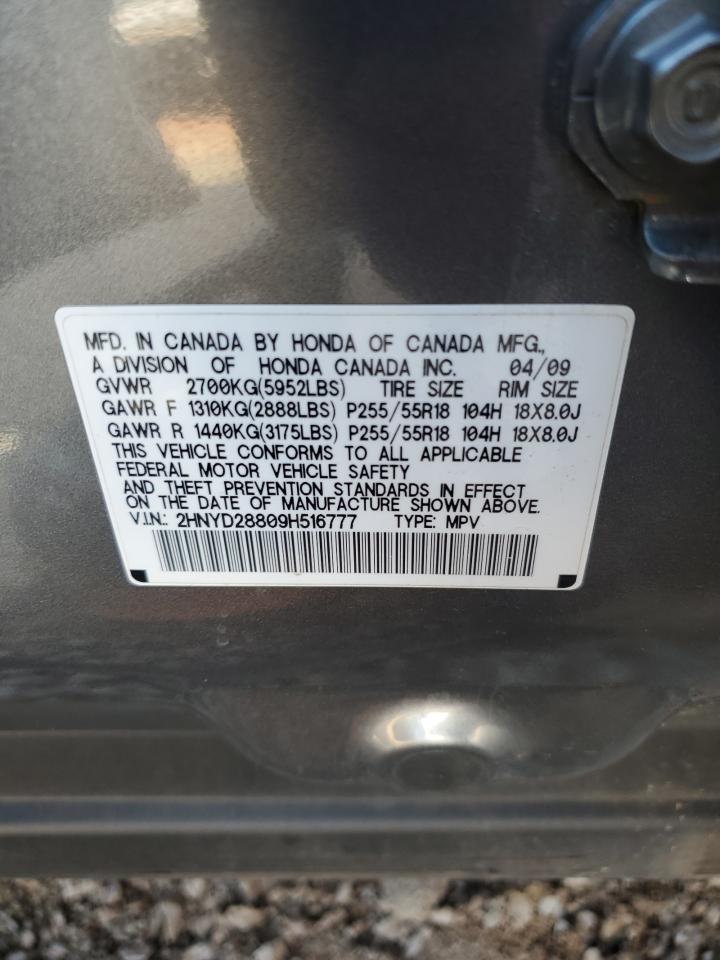 MFD. IN CANADA BY HONDA OF CANADA MFG.,
A DIVISION OF HONDA CANADA INC. 04/09
GVWR 2700KG(5952LBS) TIRE SIZE RIM SIZE
GAWR F 1310KG(2888LBS) P255/55R18 104H 18X8.0J
GAWR R 1440KG(3175LBS) P255/55R18 104H 18X8.0J
THIS VEHICLE CONFORMS TO ALL APPLICABLE
FEDERAL MOTOR VEHICLE SAFETY
AND THEFT PREVENTION STANDARDS IN EFFECT
ON THE DATE OF MANUFACTURE SHOWN ABOVE.
V.I.N.: 2HNYD28809H516777 TYPE: MPV